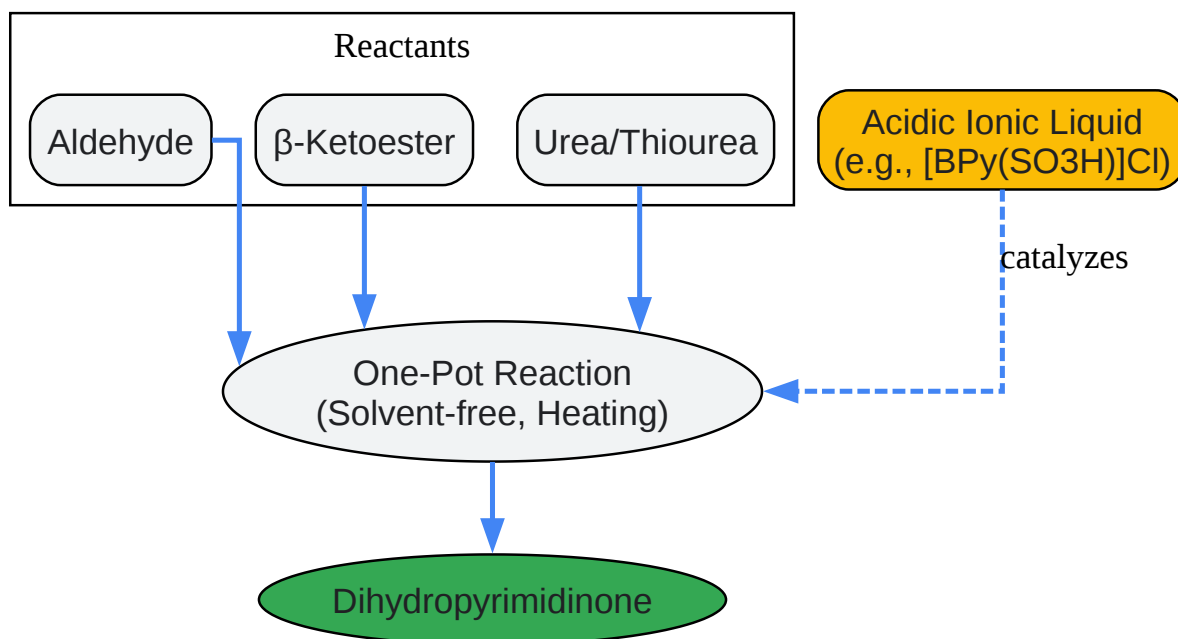 Reactants
Aldehyde
β-Ketoester
Urea/Thiourea
Acidic Ionic Liquid
(e.g., [BPy(SO3H)]Cl)
catalyzes
One-Pot Reaction
(Solvent-free, Heating)
Dihydropyrimidinone